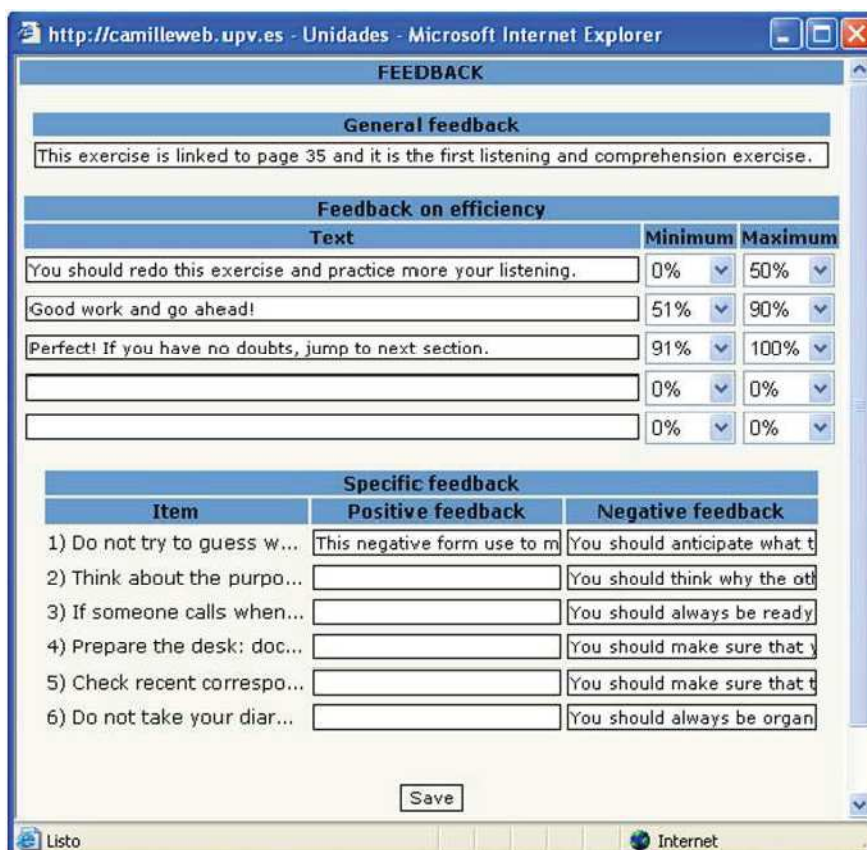 http://camilleweb.upv.es - Unidades - Microsoft Internet Explorer
FEEDBACK
General feedback
This exercise is linked to page 35 and it is the first listening and comprehension exercise.
Feedback on efficiency
Text Minimum Maximum
You should redo this exercise and practice more your listening. 0% 50%
Good work and go ahead! 51% 90%
Perfect! If you have no doubts, jump to next section. 91% 100%
0% 0%
0% 0%
Specific feedback
Item Positive feedback Negative feedback
1) Do not try to guess w... This negative form use to m You should anticipate what t
2) Think about the purpo... You should think why the oth
3) If someone calls when... You should always be ready
4) Prepare the desk: doc... You should make sure that y
5) Check recent correspo... You should make sure that t
6) Do not take your diar... You should always be organ
Save
Listo Internet